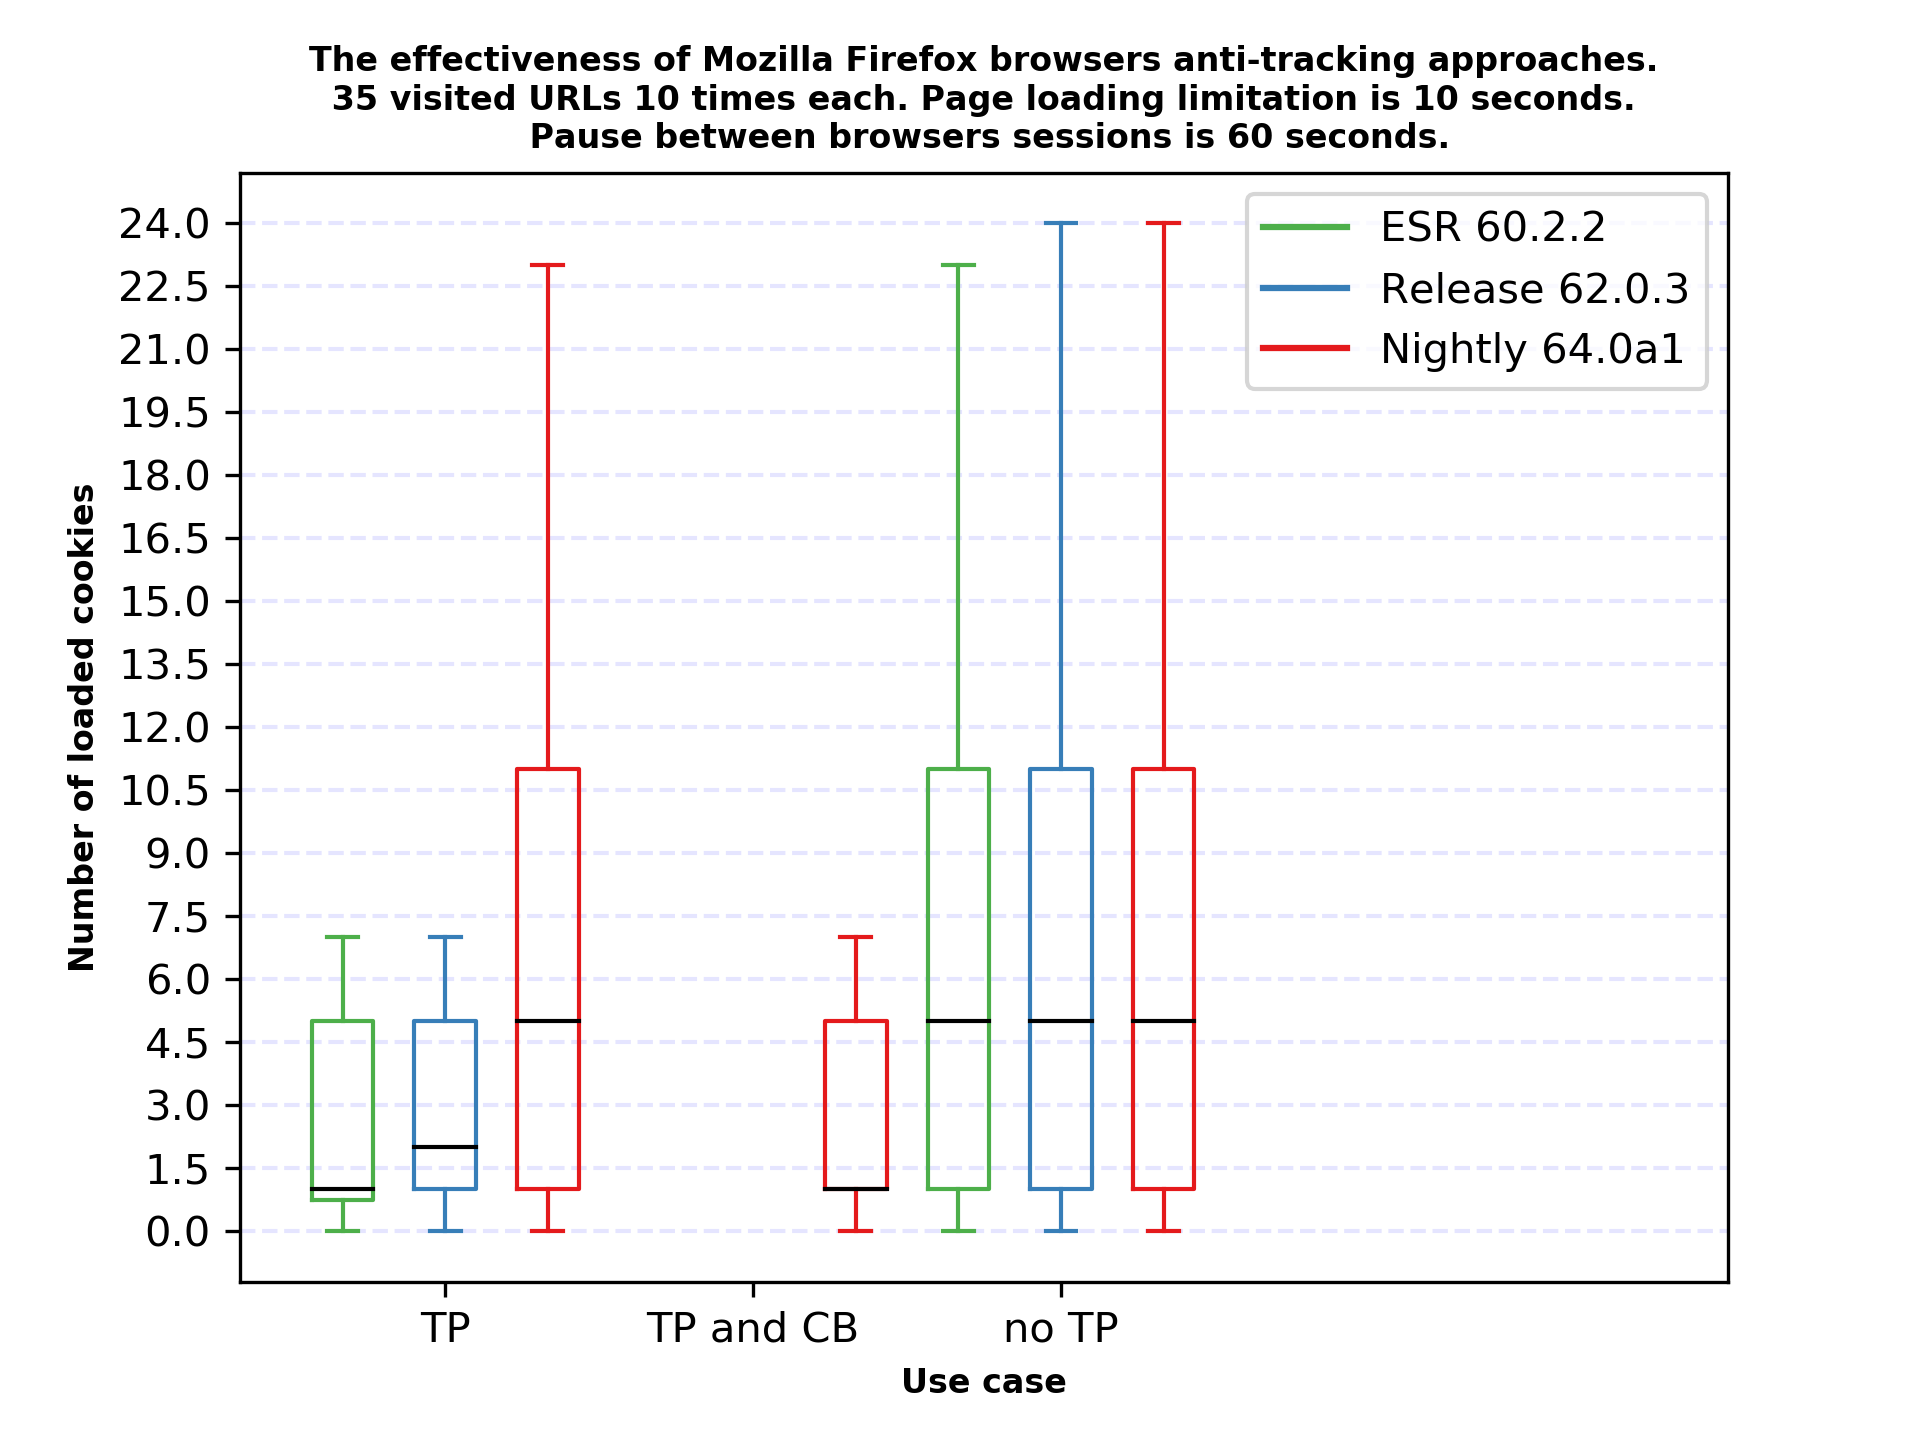 The effectiveness of Mozilla Firefox browsers anti-tracking approaches.
35 visited URLs 10 times each. Page loading limitation is 10 seconds.
Pause between browsers sessions is 60 seconds.
24.0
22.5
21.0
19.5
18.0
16.5
15.0
13.5
12.0
10.5
9.0
7.5
6.0
4.5
3.0
1.5
0.0
Number of loaded cookies
ESR 60.2.2
Release 62.0.3
Nightly 64.0a1
TP
TP and CB
no TP
Use case